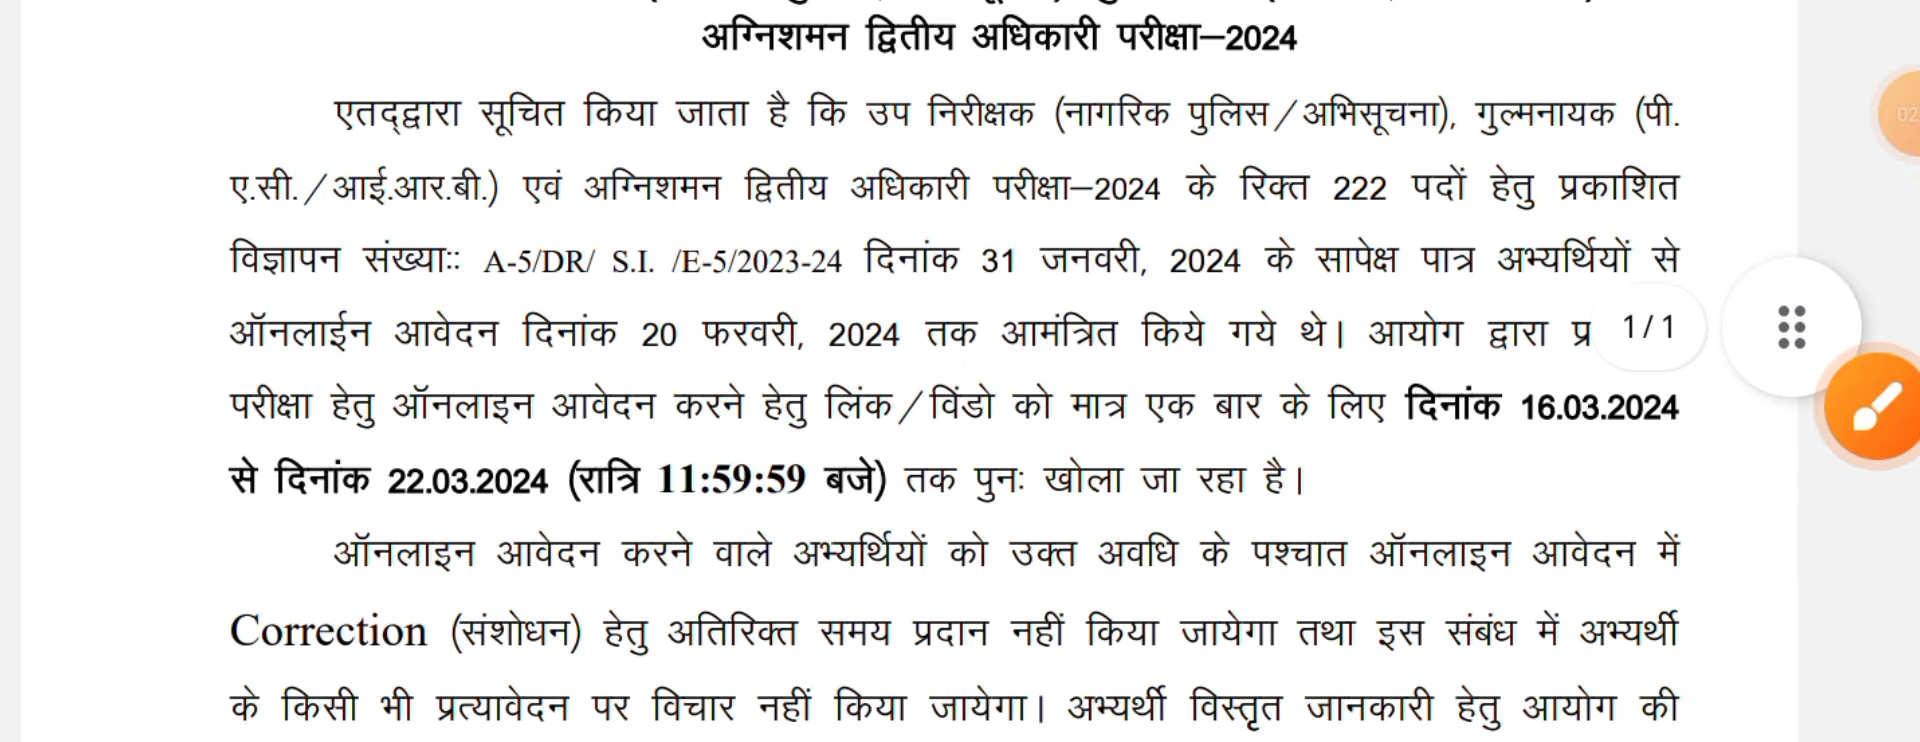 अग्निशमन द्वितीय अधिकारी परीक्षा–2024
एतद्द्वारा सूचित किया जाता है कि उप निरीक्षक (नागरिक पुलिस/अभिसूचना), गुल्मनायक (पी.
02
ए.सी./आई.आर.बी.) एवं अग्निशमन द्वितीय अधिकारी परीक्षा–2024 के रिक्त 222 पदों हेतु प्रकाशित
विज्ञापन संख्याः: A-5/DR/ S.I. /E-5/2023-24 दिनांक 31 जनवरी, 2024 के सापेक्ष पात्र अभ्यर्थियों से
ऑनलाईन आवेदन दिनांक 20 फरवरी, 2024 तक आमंत्रित किये गये थे। आयोग द्वारा प्र
1/1
परीक्षा हेतु ऑनलाइन आवेदन करने हेतु लिंक/विंडो को मात्र एक बार के लिए दिनांक 16.03.2024
से दिनांक 22.03.2024 (रात्रि 11:59:59 बजे) तक पुनः खोला जा रहा है।
ऑनलाइन आवेदन करने वाले अभ्यर्थियों को उक्त अवधि के पश्चात ऑनलाइन आवेदन में
Correction (संशोधन) हेतु अतिरिक्त समय प्रदान नहीं किया जायेगा तथा इस संबंध में अभ्यर्थी
के किसी भी प्रत्यावेदन पर विचार नहीं किया जायेगा। अभ्यर्थी विस्तृत जानकारी हेतु आयोग की